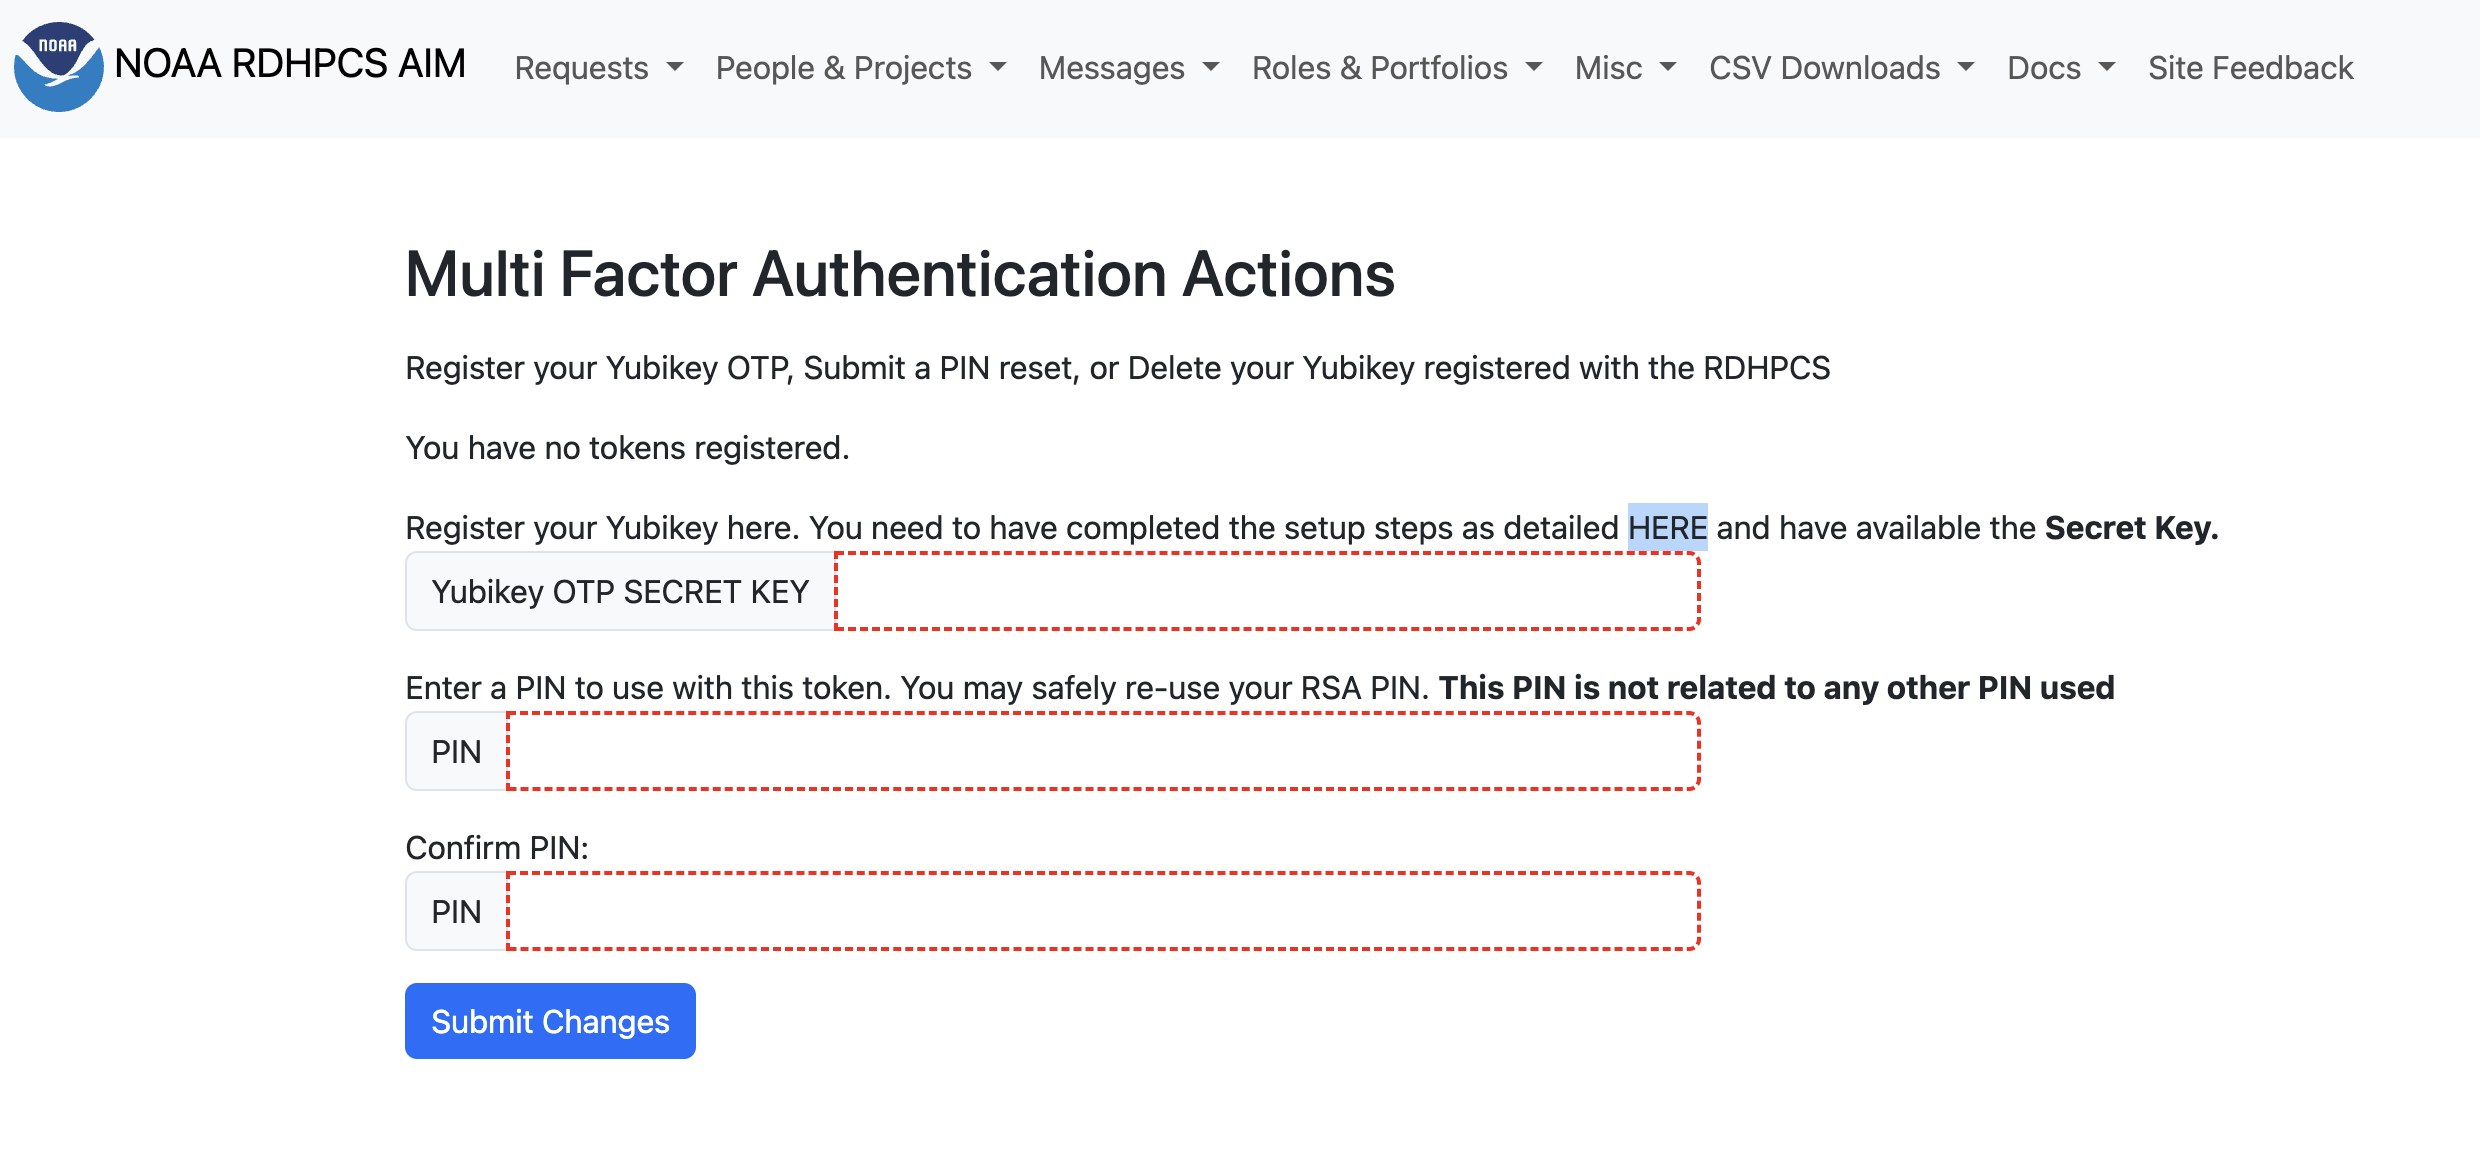 NOAA
NOAA RDHPCS AIM
Requests
People & Projects
Messages
Roles & Portfolios
Misc
CSV Downloads
Docs
Site Feedback
Multi Factor Authentication Actions
Register your Yubikey OTP, Submit a PIN reset, or Delete your Yubikey registered with the RDHPCS
You have no tokens registered.
Register your Yubikey here. You need to have completed the setup steps as detailed HERE and have available the Secret Key.
Yubikey OTP SECRET KEY
Enter a PIN to use with this token. You may safely re-use your RSA PIN. This PIN is not related to any other PIN used
PIN
Confirm PIN:
PIN
Submit Changes